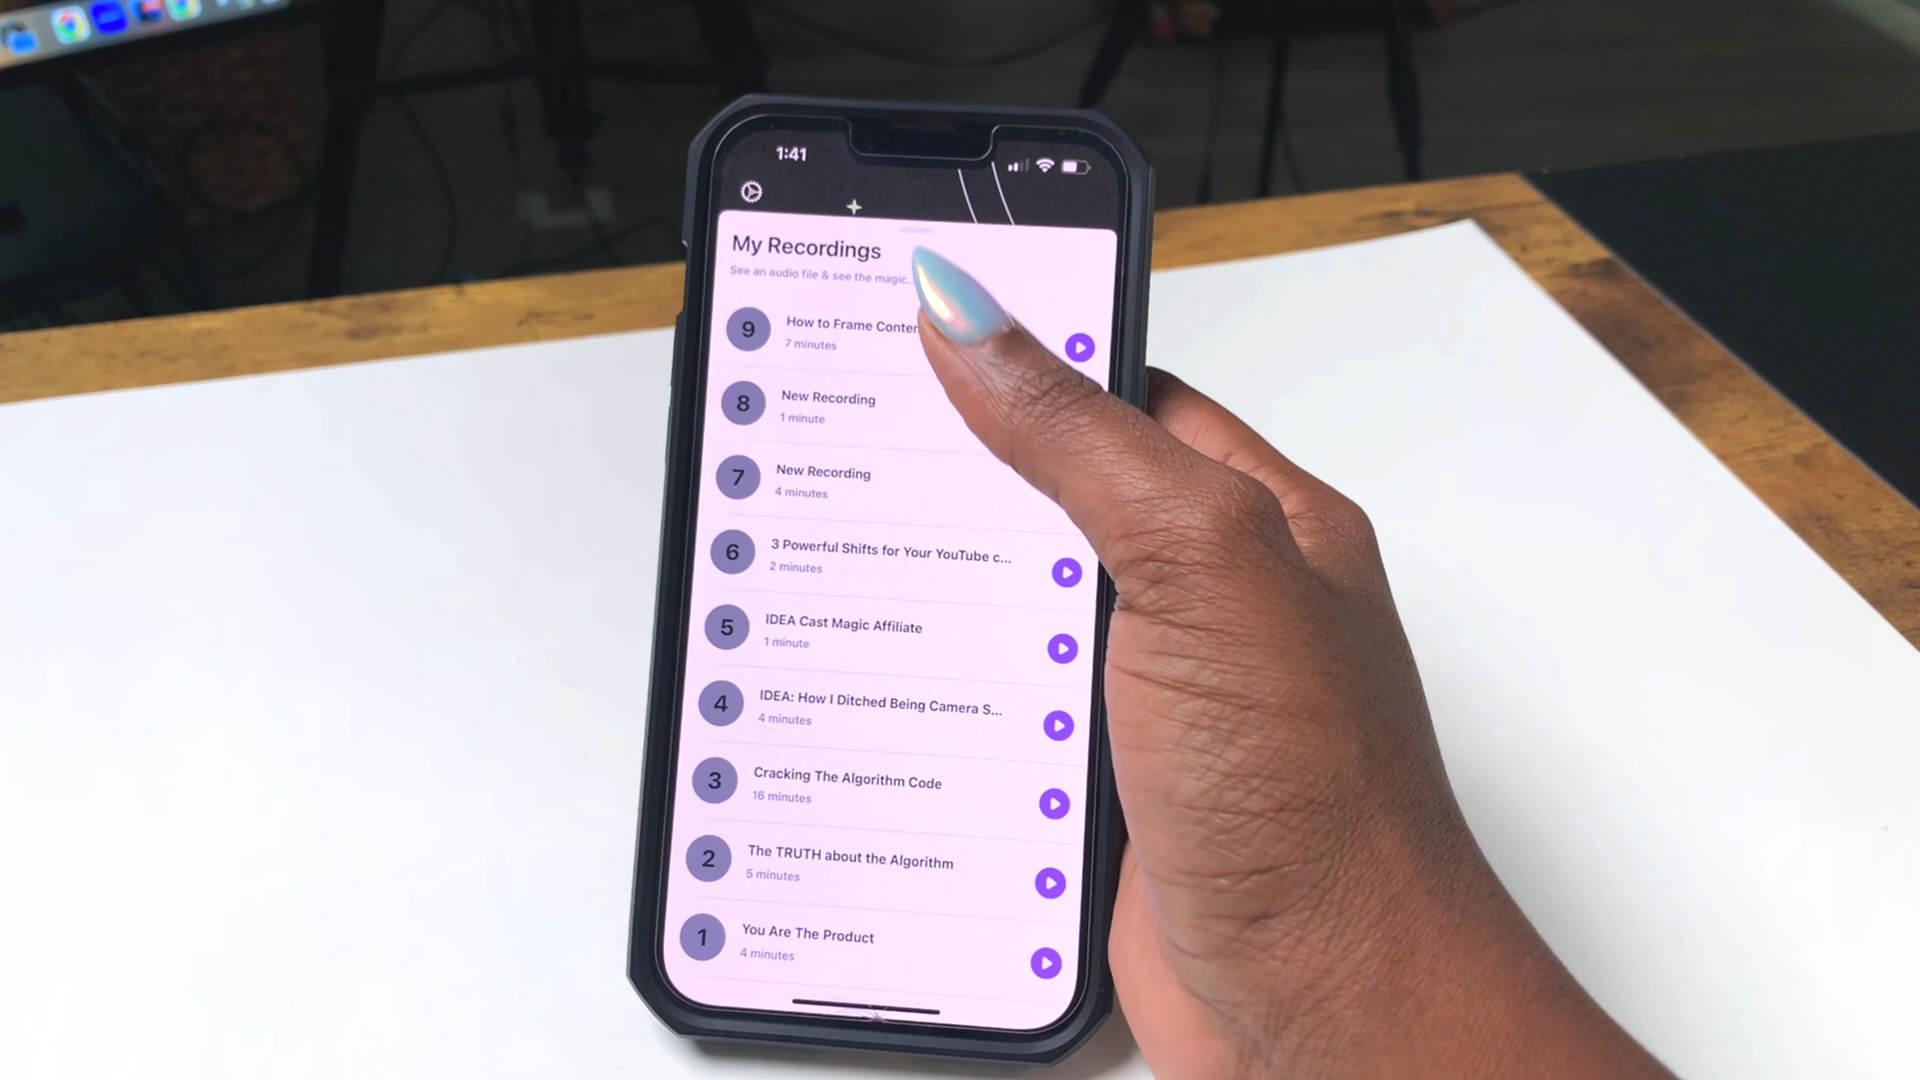 1:41
My Recordings
See an audio file & see the magic..
9
How to Frame
7 minutes
8
New Recording
1 minute
7
New Recording
4 minutes
6
3 Powerful Shifts for Your YouTube c...
2 minutes
5
IDEA Cast Magic Affiliate
1 minute
4
IDEA: How I Ditched Being Camera S...
4 minutes
3
Cracking The Algorithm Code
16 minutes
2
The TRUTH about the Algorithm
5 minutes
1
You Are The Product
4 minutes